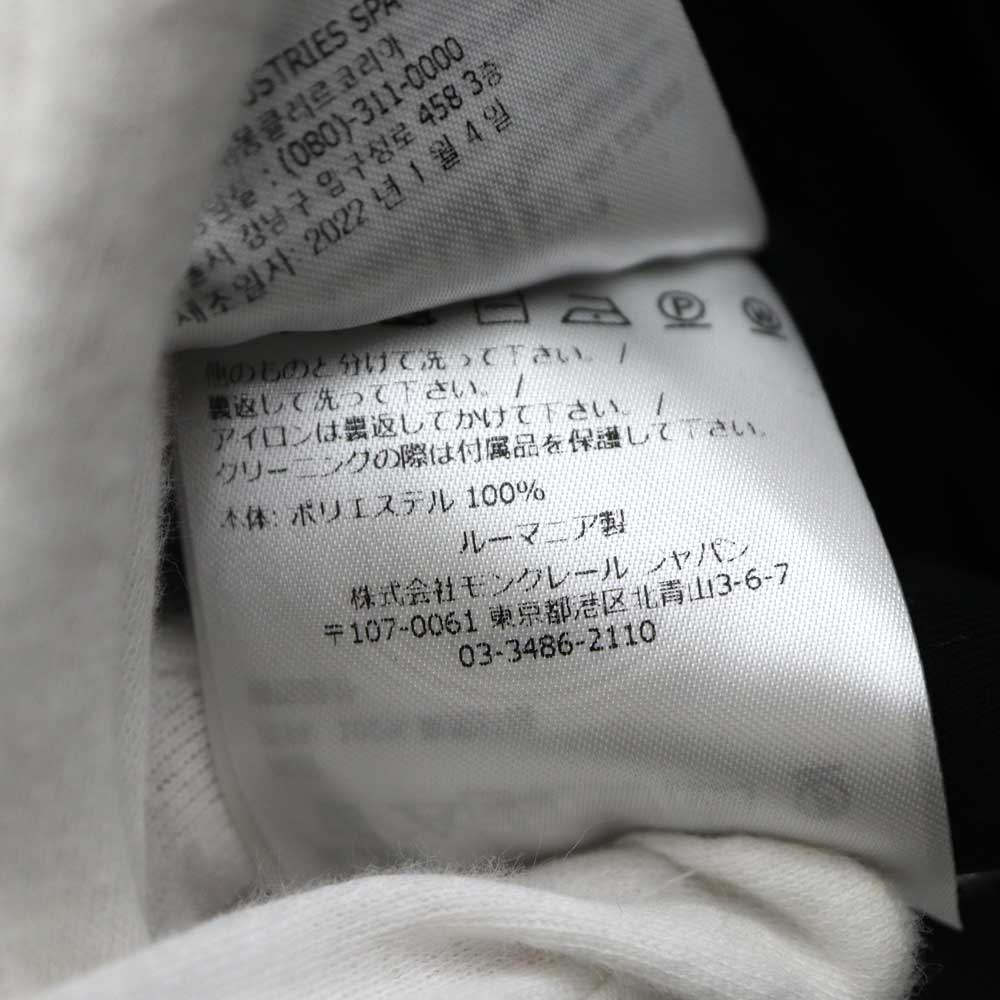 USTRIES SPA
몽클레르코리아
: (080)-311-0000
강남구 압구정로 458 3층
제조일자: 2022 년 1 월 4 일
P W
他のものと分けて洗って下さい。 /
裏返して洗って下さい。 /
アイロンは裏返してかけて下さい。 /
クリーニングの際は付属品を保護して下さい。
本体: ポリエステル 100%
ルーマニア製
株式会社モンクレール ジャパン
〒107-0061 東京都港区北青山3-6-7
03-3486-2110